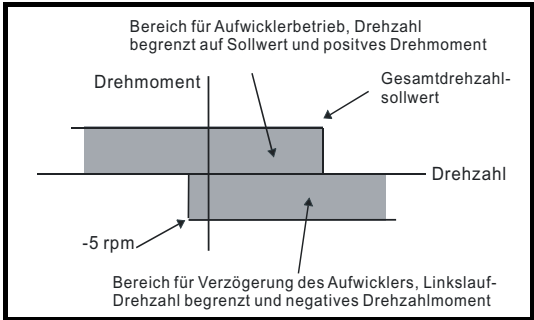 Bereich für Aufwicklerbetrieb, Drehzahl
begrenzt auf Sollwert und positves Drehmoment
Drehmoment
Gesamtdrehzahl-
sollwert
Drehzahl
-5 rpm
Bereich für Verzögerung des Aufwicklers, Linkslauf-
Drehzahl begrenzt und negatives Drehzahlmoment